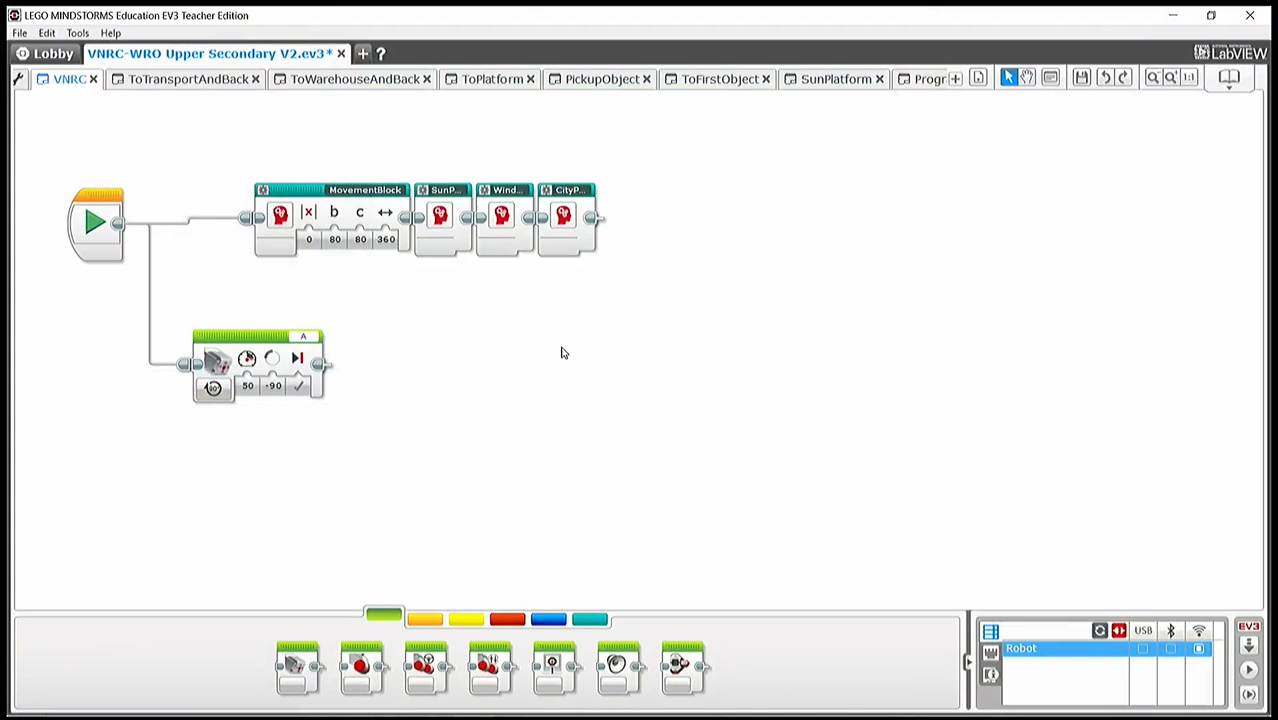 LEGO MINDSTORMS Education EV3 Teacher Edition
File Edit Tools Help
Lobby VNRC-WRO Upper Secondary V2.ev3* + ?
LabVIEW
VNRC ToTransportAndBack ToWarehouseAndBack ToPlatform PickupObject ToFirstObject SunPlatform Progr 1:1
MovementBlock SunP... Wind... CityP...
|x| b c
0 80 80 360
A
50 -90
EV3
USB
Robot